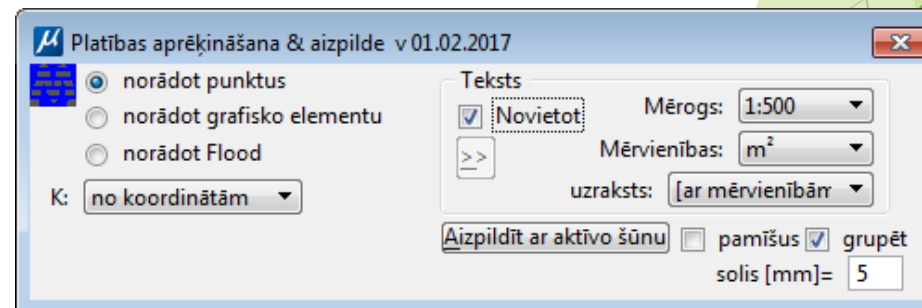 Platības aprēķināšana & aizpilde v 01.02.2017
norādot punktus
norādot grafisko elementu
norādot Flood
K: no koordinātām
Teksts
Novietot
Mērogs: 1:500
>> Mērvienības: m²
uzraksts: [ar mērvienībām
Aizpildīt ar aktīvo šūnu pamīšus grupēt
solis [mm]= 5